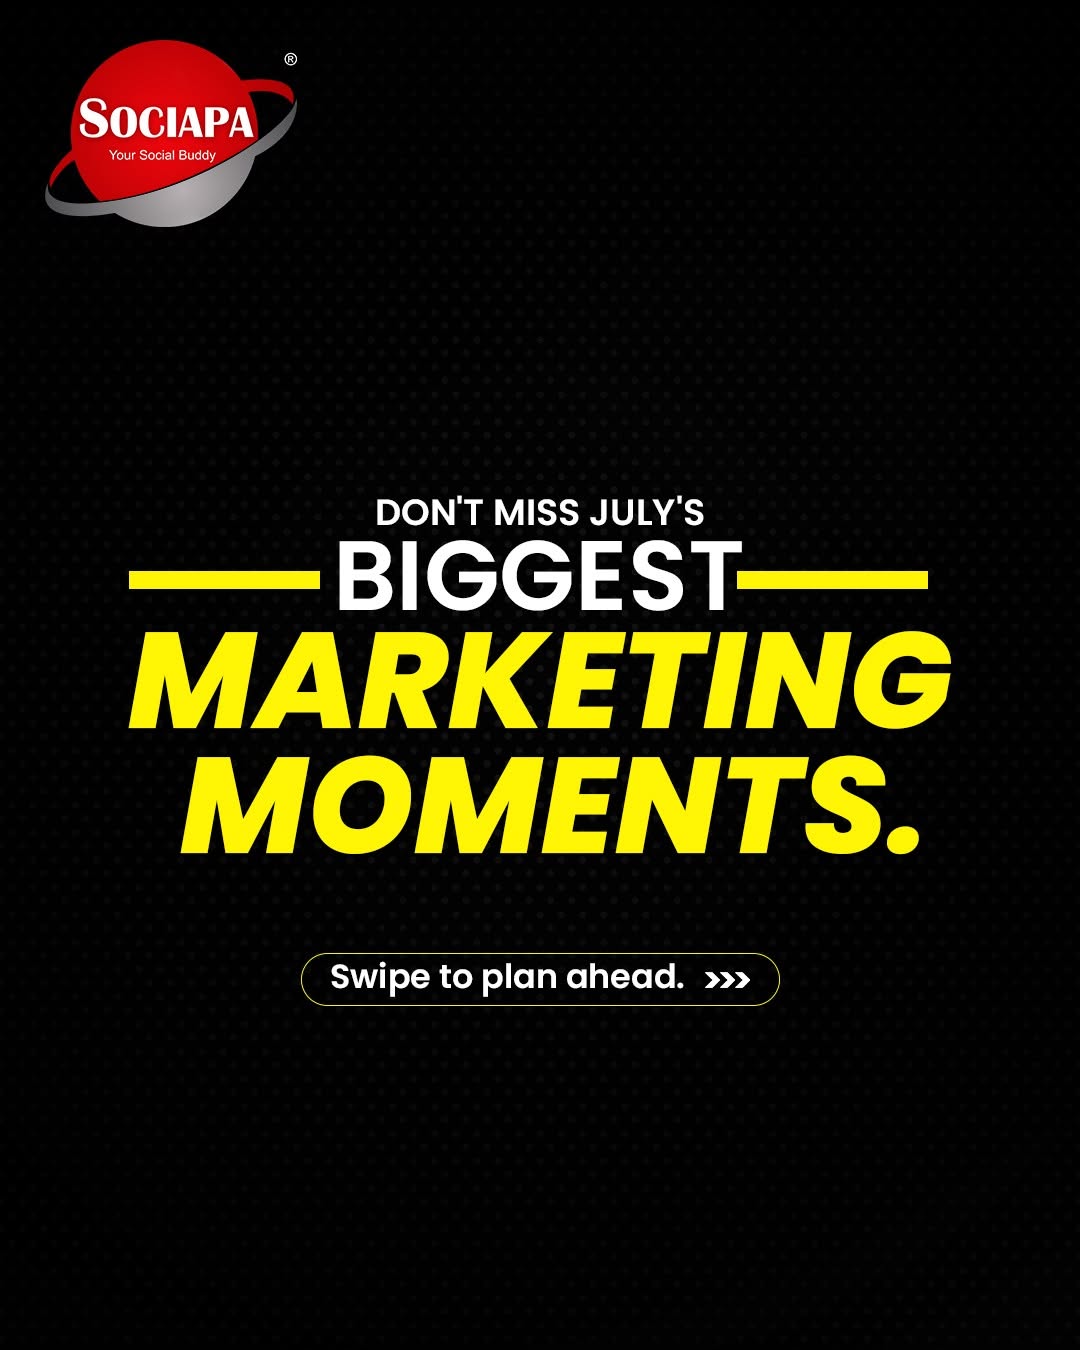 ®
SOCIAPA
Your Social Buddy
DON'T MISS JULY'S
BIGGEST
MARKETING
MOMENTS.
Swipe to plan ahead. >>>